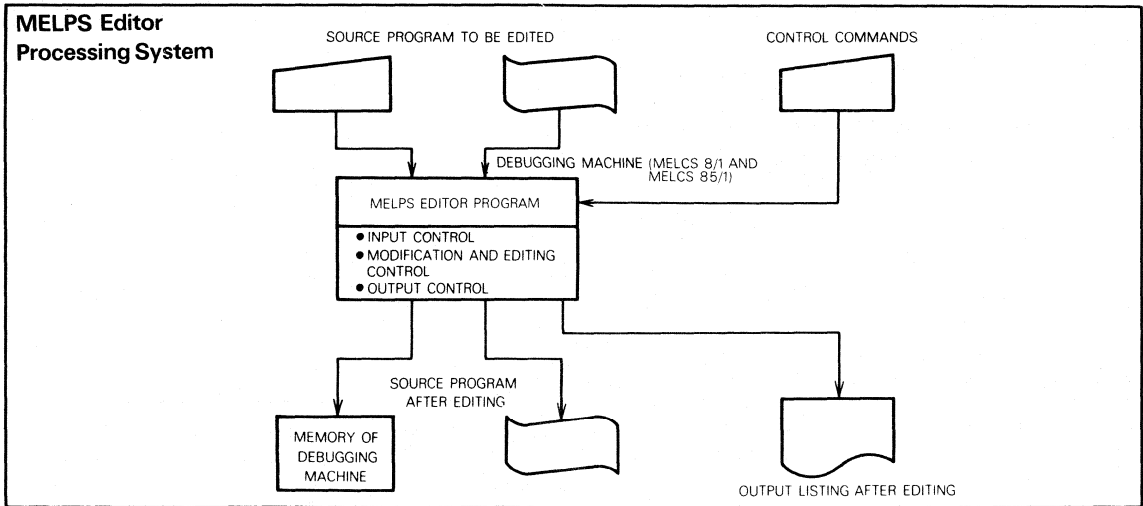 MELPS Editor
Processing System
SOURCE PROGRAM TO BE EDITED
CONTROL COMMANDS
DEBUGGING MACHINE (MELCS 8/1 AND
MELCS 85/1)
MELPS EDITOR PROGRAM
● INPUT CONTROL
● MODIFICATION AND EDITING
CONTROL
● OUTPUT CONTROL
SOURCE PROGRAM
AFTER EDITING
MEMORY OF
DEBUGGING
MACHINE
OUTPUT LISTING AFTER EDITING